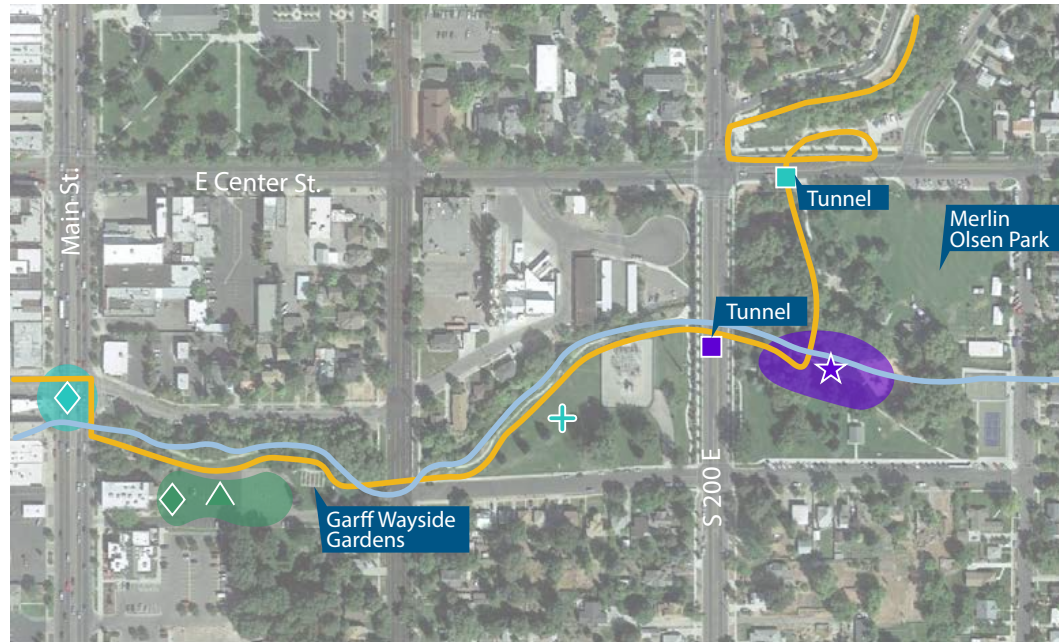 E Center St.
Main St.
Tunnel
Merlin
Olsen Park
Tunnel
S 200 E
Garff Wayside
Gardens